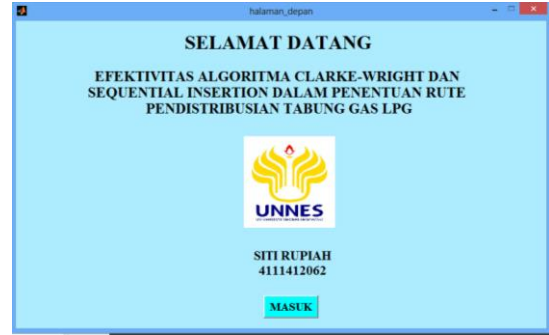 halaman_depan
SELAMAT DATANG
EFEKTIVITAS ALGORITMA CLARKE-WRIGHT DAN
SEQUENTIAL INSERTION DALAM PENENTUAN RUTE
PENDISTRIBUSIAN TABUNG GAS LPG
UNNES
SITI RUPIAH
4111412062
MASUK